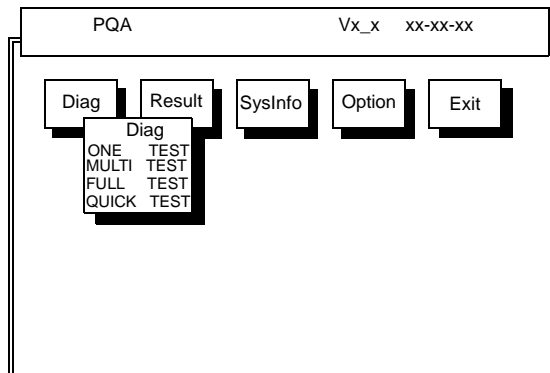 PQA Vx_x xx-xx-xx
Diag Result SysInfo Option Exit
Diag
ONE TEST
MULTI TEST
FULL TEST
QUICK TEST